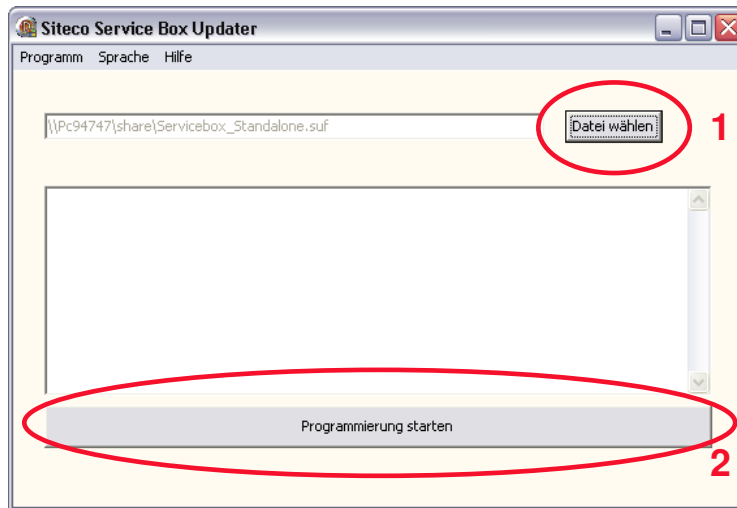 Siteco Service Box Updater
Programm Sprache Hilfe
\\Pc94747\share\Servicebox_Standalone.suf Datei wählen 1
Programmierung starten
2